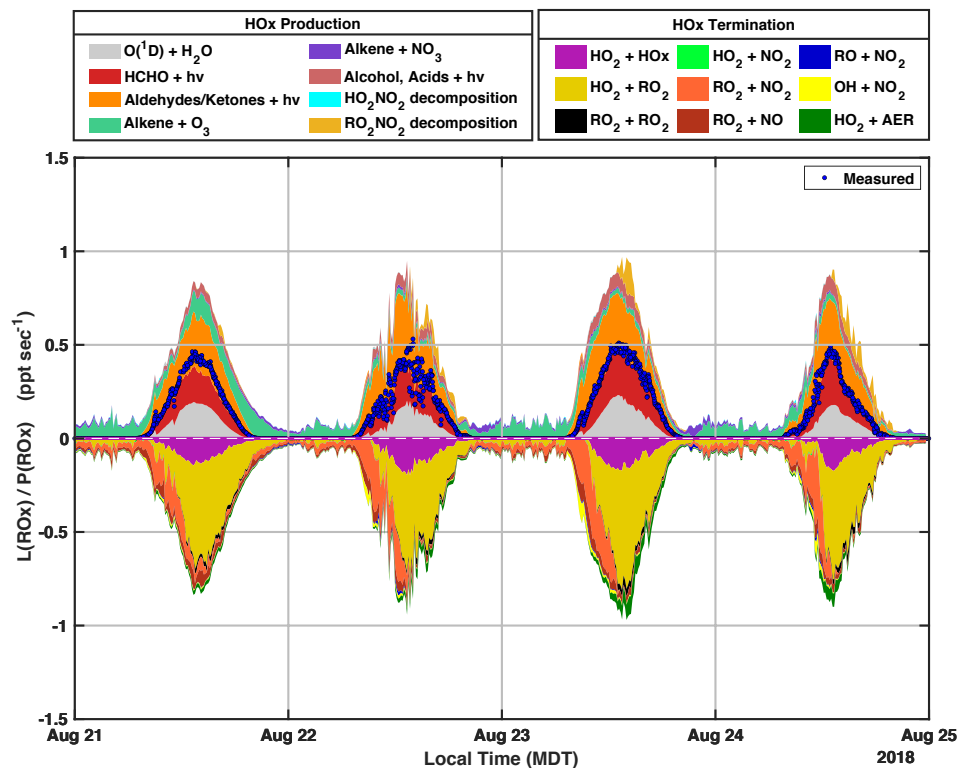 HOx Production
O(¹D) + H₂O
HCHO + hv
Aldehydes/Ketones + hv
Alkene + O₃
Alkene + NO₃
Alcohol, Acids + hv
HO₂NO₂ decomposition
RO₂NO₂ decomposition
HOx Termination
HO₂ + HOx
HO₂ + RO₂
RO₂ + RO₂
HO₂ + NO₂
RO₂ + NO₂
RO₂ + NO
RO + NO₂
OH + NO₂
HO₂ + AER
Measured
L(ROx) / P(ROx) (ppt sec⁻¹)
1.5
1
0.5
0
-0.5
-1
-1.5
Aug 21
Aug 22
Aug 23
Aug 24
Aug 25
Local Time (MDT)
2018